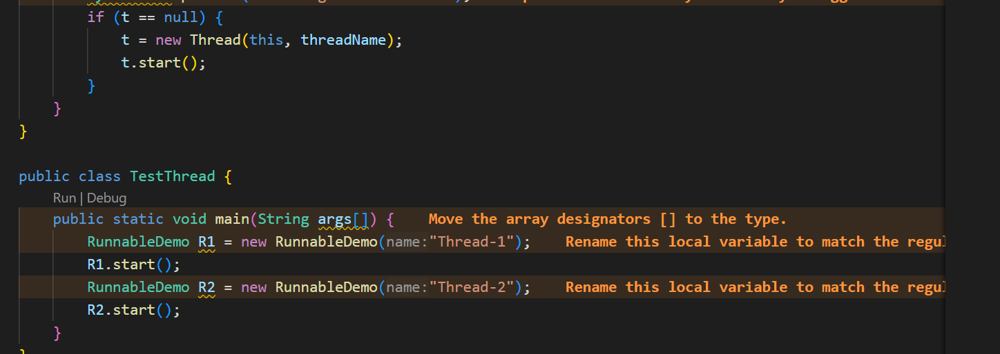 if (t == null) {
t = new Thread(this, threadName);
t.start();
}
}
}
public class TestThread {
Run | Debug
public static void main(String args[]) { Move the array designators [] to the type.
RunnableDemo R1 = new RunnableDemo(name:"Thread-1"); Rename this local variable to match the
R1.start();
RunnableDemo R2 = new RunnableDemo(name:"Thread-2"); Rename this local variable to match the
R2.start();
}